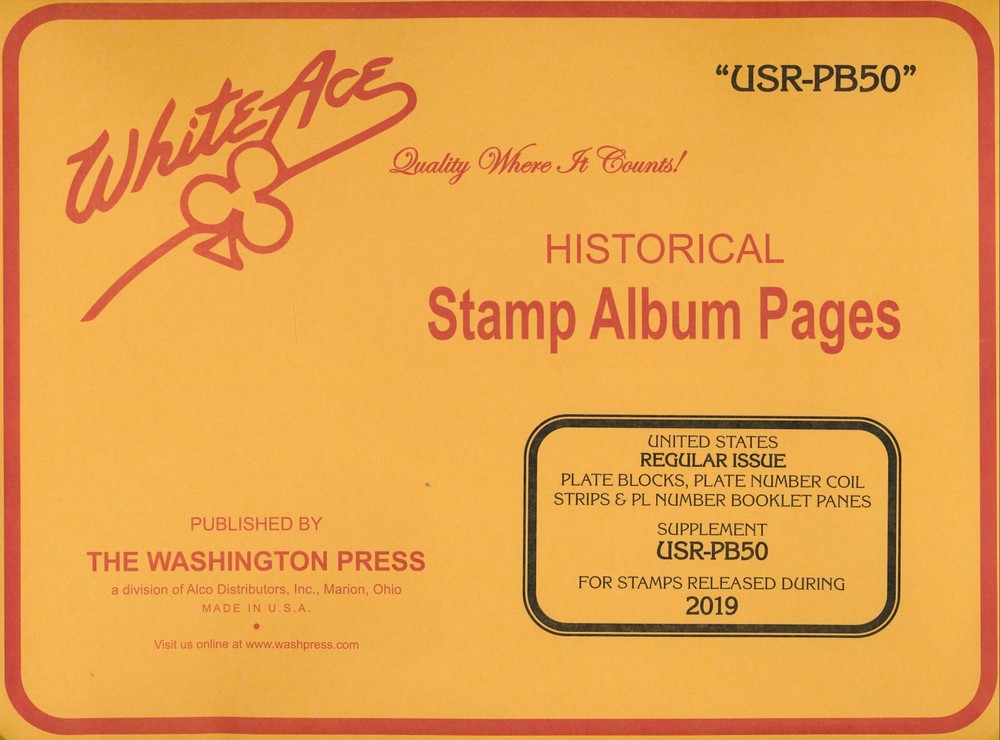 White Ace
"USR-PB50"
Quality Where It Counts!
HISTORICAL
Stamp Album Pages
UNITED STATES
REGULAR ISSUE
PLATE BLOCKS, PLATE NUMBER COIL
STRIPS & PL NUMBER BOOKLET PANES
SUPPLEMENT
USR-PB50
FOR STAMPS RELEASED DURING
2019
PUBLISHED BY
THE WASHINGTON PRESS
a division of Alco Distributors, Inc., Marion, Ohio
MADE IN U.S.A.
•
Visit us online at www.washpress.com